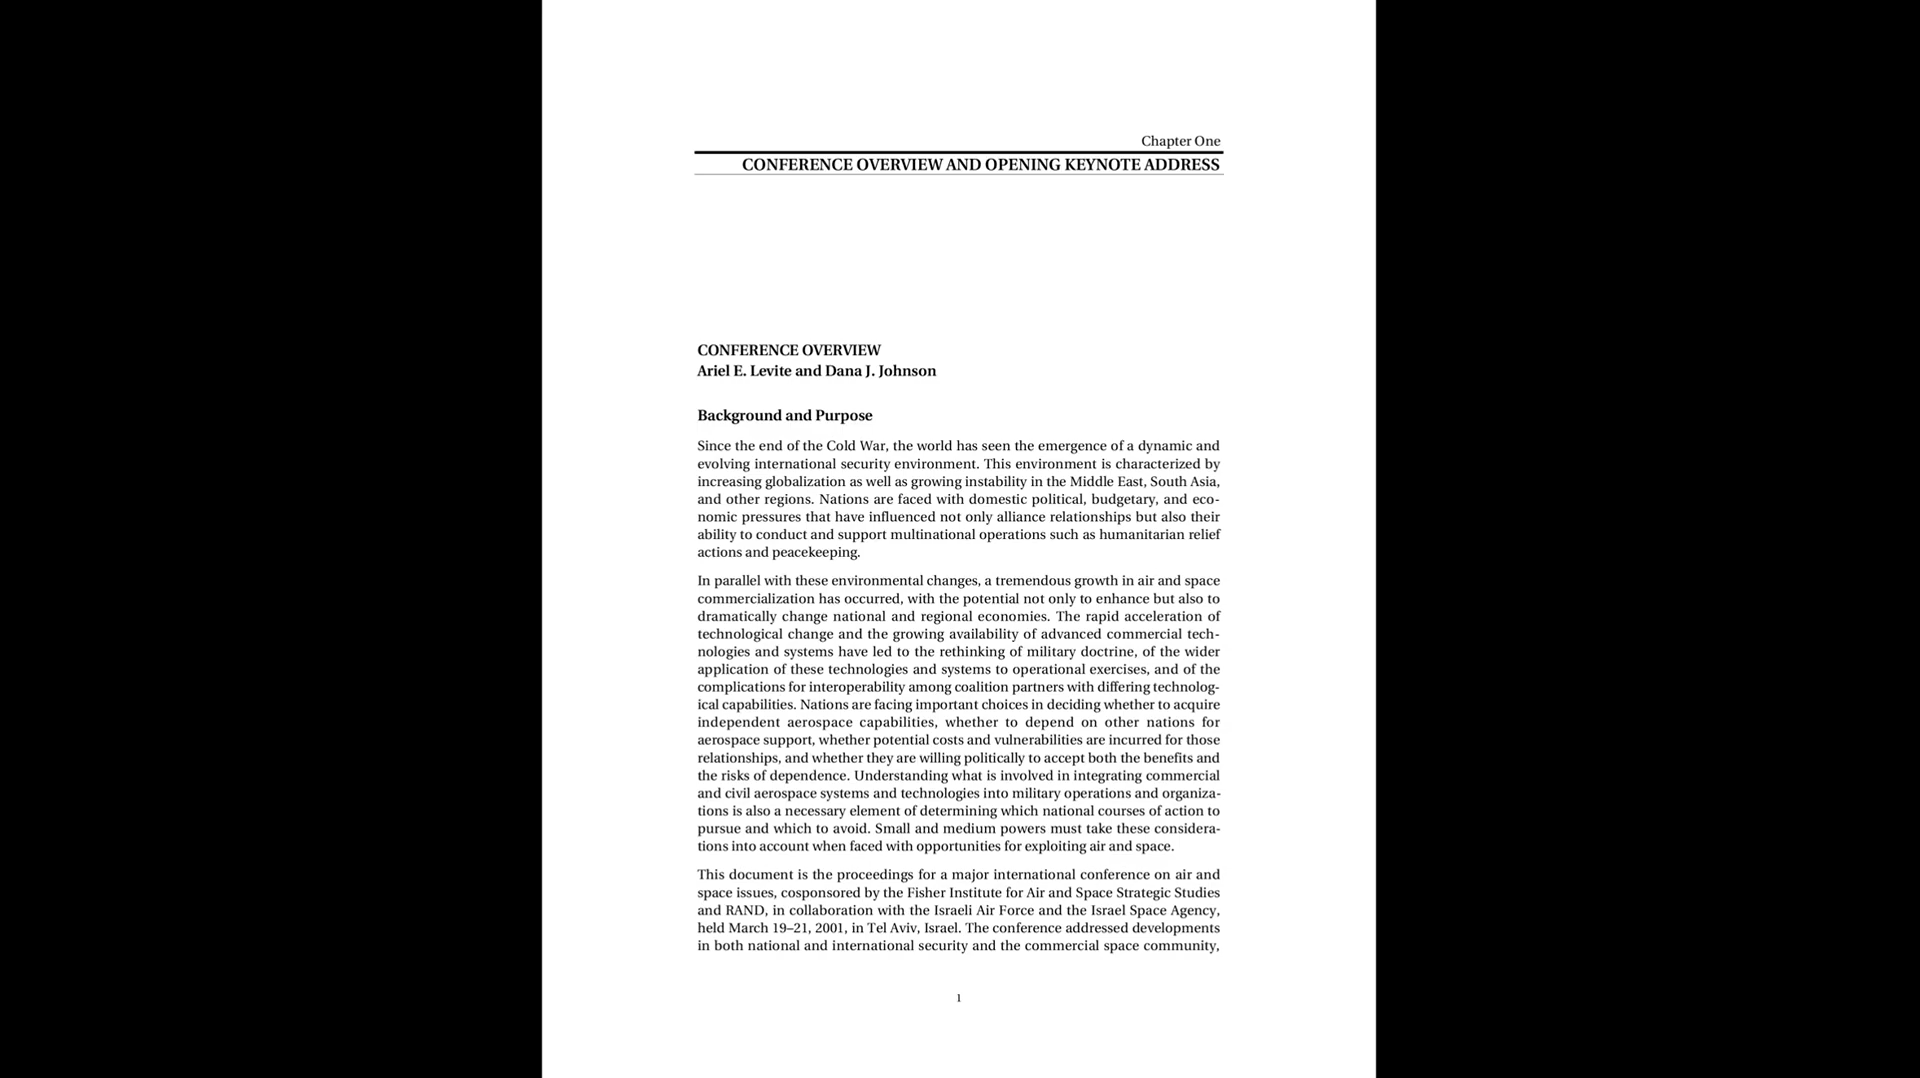 Chapter One
CONFERENCE OVERVIEW AND OPENING KEYNOTE ADDRESS
CONFERENCE OVERVIEW
Ariel E. Levite and Dana J. Johnson
Background and Purpose
Since the end of the Cold War, the world has seen the emergence of a dynamic and
evolving international security environment. This environment is characterized by
increasing globalization as well as growing instability in the Middle East, South Asia,
and other regions. Nations are faced with domestic political, budgetary, and eco-
nomic pressures that have influenced not only alliance relationships but also their
ability to conduct and support multinational operations such as humanitarian relief
actions and peacekeeping.
In parallel with these environmental changes, a tremendous growth in air and space
commercialization has occurred, with the potential not only to enhance but also to
dramatically change national and regional economies. The rapid acceleration of
technological change and the growing availability of advanced commercial tech-
nologies and systems have led to the rethinking of military doctrine, of the wider
application of these technologies and systems to operational exercises, and of the
complications for interoperability among coalition partners with differing technolog-
ical capabilities. Nations are facing important choices in deciding whether to acquire
independent aerospace capabilities, whether to depend on other nations for
aerospace support, whether potential costs and vulnerabilities are incurred for those
relationships, and whether they are willing politically to accept both the benefits and
the risks of dependence. Understanding what is involved in integrating commercial
and civil aerospace systems and technologies into military operations and organiza-
tions is also a necessary element of determining which national courses of action to
pursue and which to avoid. Small and medium powers must take these considera-
tions into account when faced with opportunities for exploiting air and space.
This document is the proceedings for a major international conference on air and
space issues, cosponsored by the Fisher Institute for Air and Space Strategic Studies
and RAND, in collaboration with the Israeli Air Force and the Israel Space Agency,
held March 19–21, 2001, in Tel Aviv, Israel. The conference addressed developments
in both national and international security and the commercial space community,
1